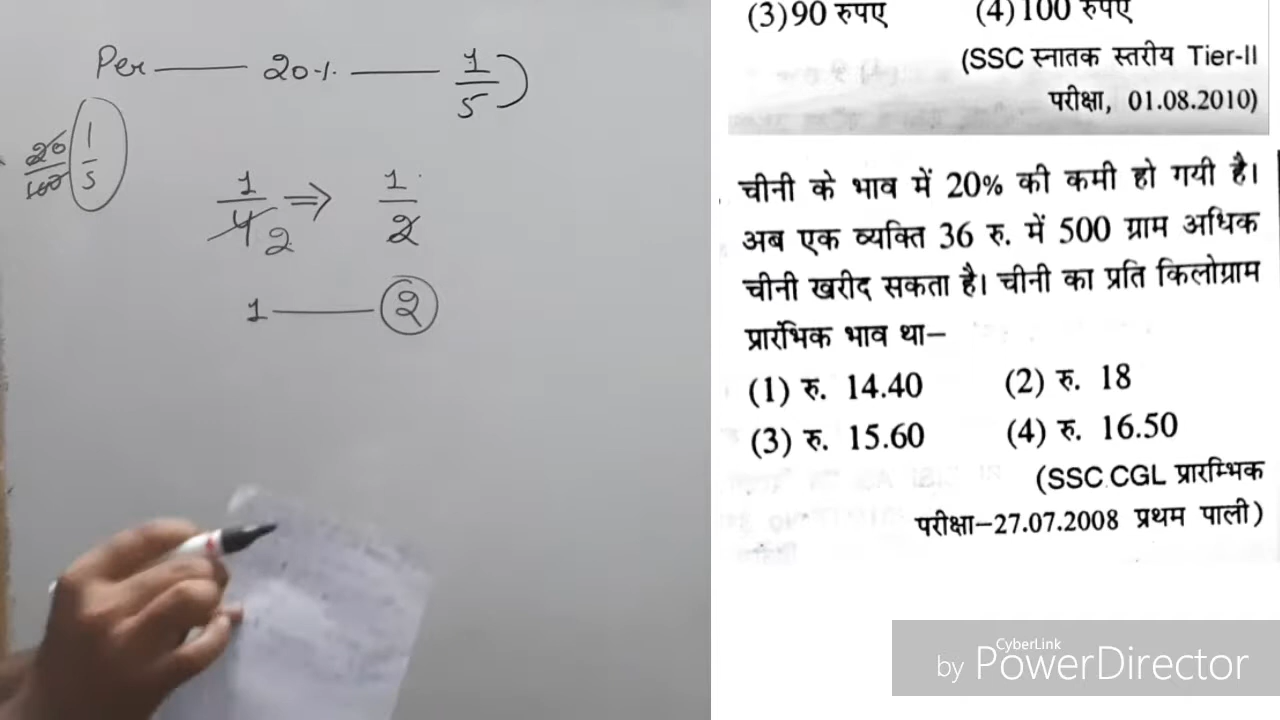 Per — 20% — 1/5
20/100 1/5
1/4 2 ⇒ 1/2
1 — 2
(3) 90 रुपए (4) 100 रुपए
(SSC स्नातक स्तरीय Tier-II
परीक्षा, 01.08.2010)
चीनी के भाव में 20% की कमी हो गयी है।
अब एक व्यक्ति 36 रु. में 500 ग्राम अधिक
चीनी खरीद सकता है। चीनी का प्रति किलोग्राम
प्रारंभिक भाव था–
(1) रु. 14.40 (2) रु. 18
(3) रु. 15.60 (4) रु. 16.50
(SSC CGL प्रारम्भिक
परीक्षा–27.07.2008 प्रथम पाली)
CyberLink
by PowerDirector